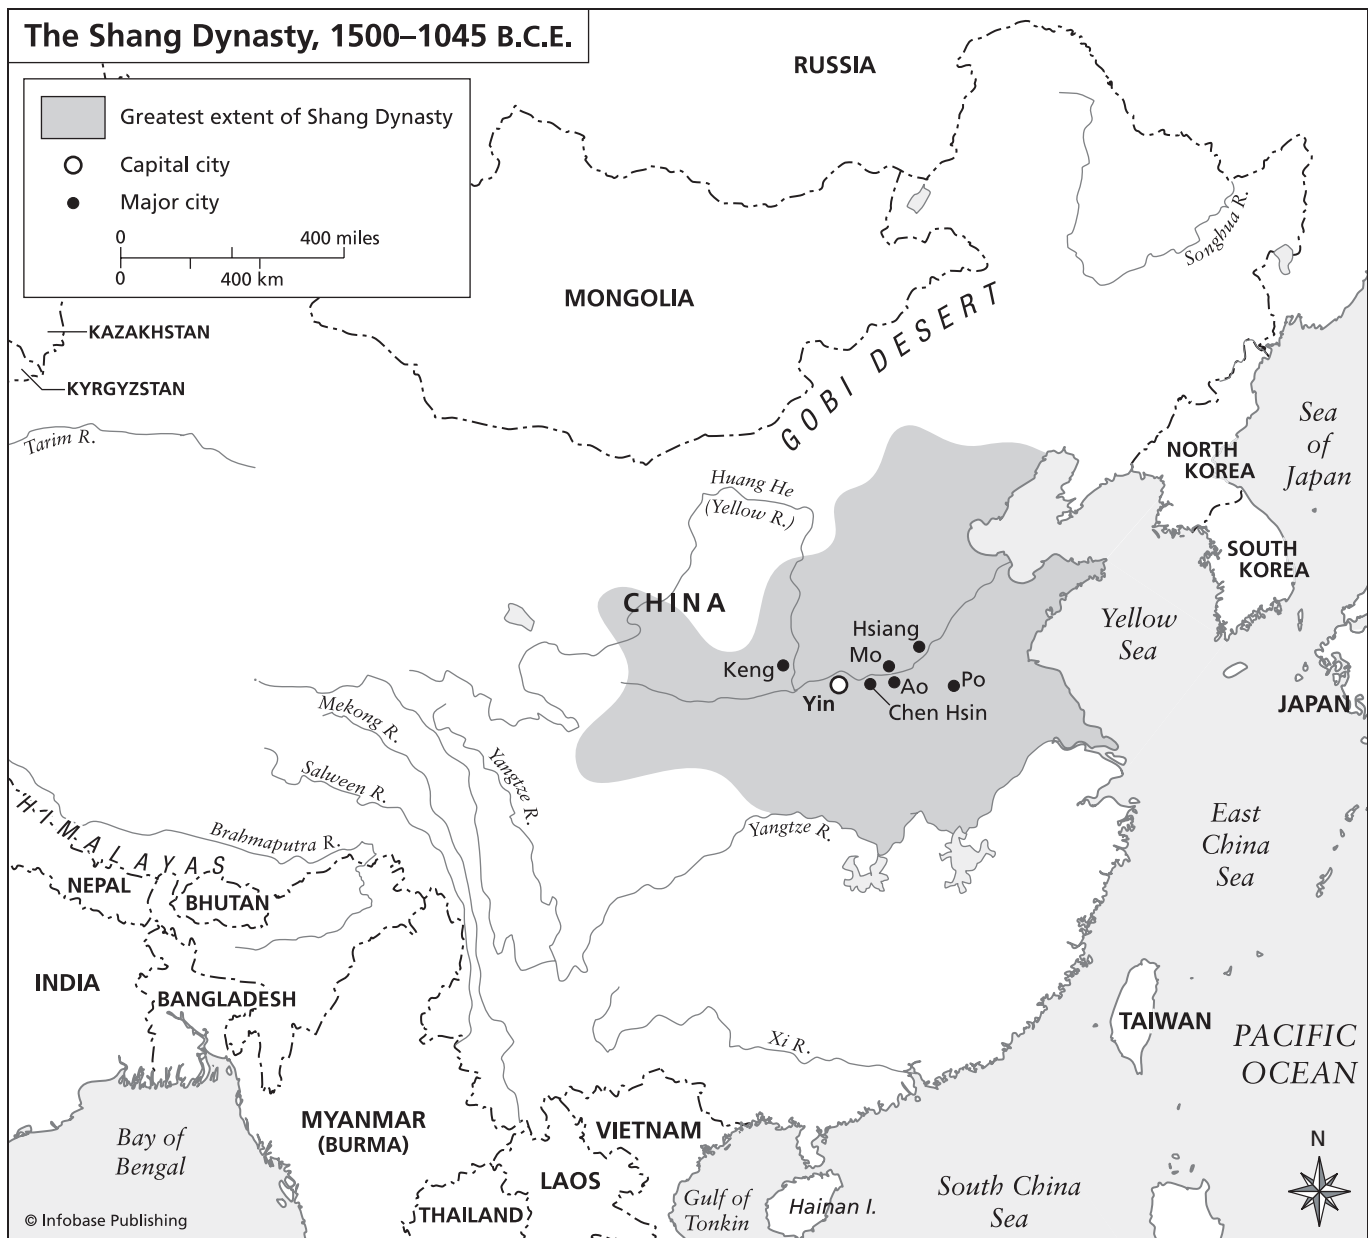 The Shang Dynasty, 1500–1045 B.C.E.
Greatest extent of Shang Dynasty
Capital city
Major city
0 400 miles
0 400 km
RUSSIA
Songhua R.
MONGOLIA
GOBI DESERT
KAZAKHSTAN
KYRGYZSTAN
Tarim R.
Sea
of
Japan
NORTH
KOREA
SOUTH
KOREA
Huang He
(Yellow R.)
CHINA
Yellow
Sea
Hsiang
Mo
Keng
Ao
Po
Yin
Chen Hsin
JAPAN
Mekong R.
Salween R.
Yangtze R.
Yangtze R.
Brahmaputra R.
HIMALAYAS
NEPAL
BHUTAN
East
China
Sea
INDIA
BANGLADESH
TAIWAN
PACIFIC
OCEAN
Xi R.
MYANMAR
(BURMA)
VIETNAM
LAOS
THAILAND
Bay of
Bengal
Gulf of
Tonkin
Hainan I.
South China
Sea
N
© Infobase Publishing